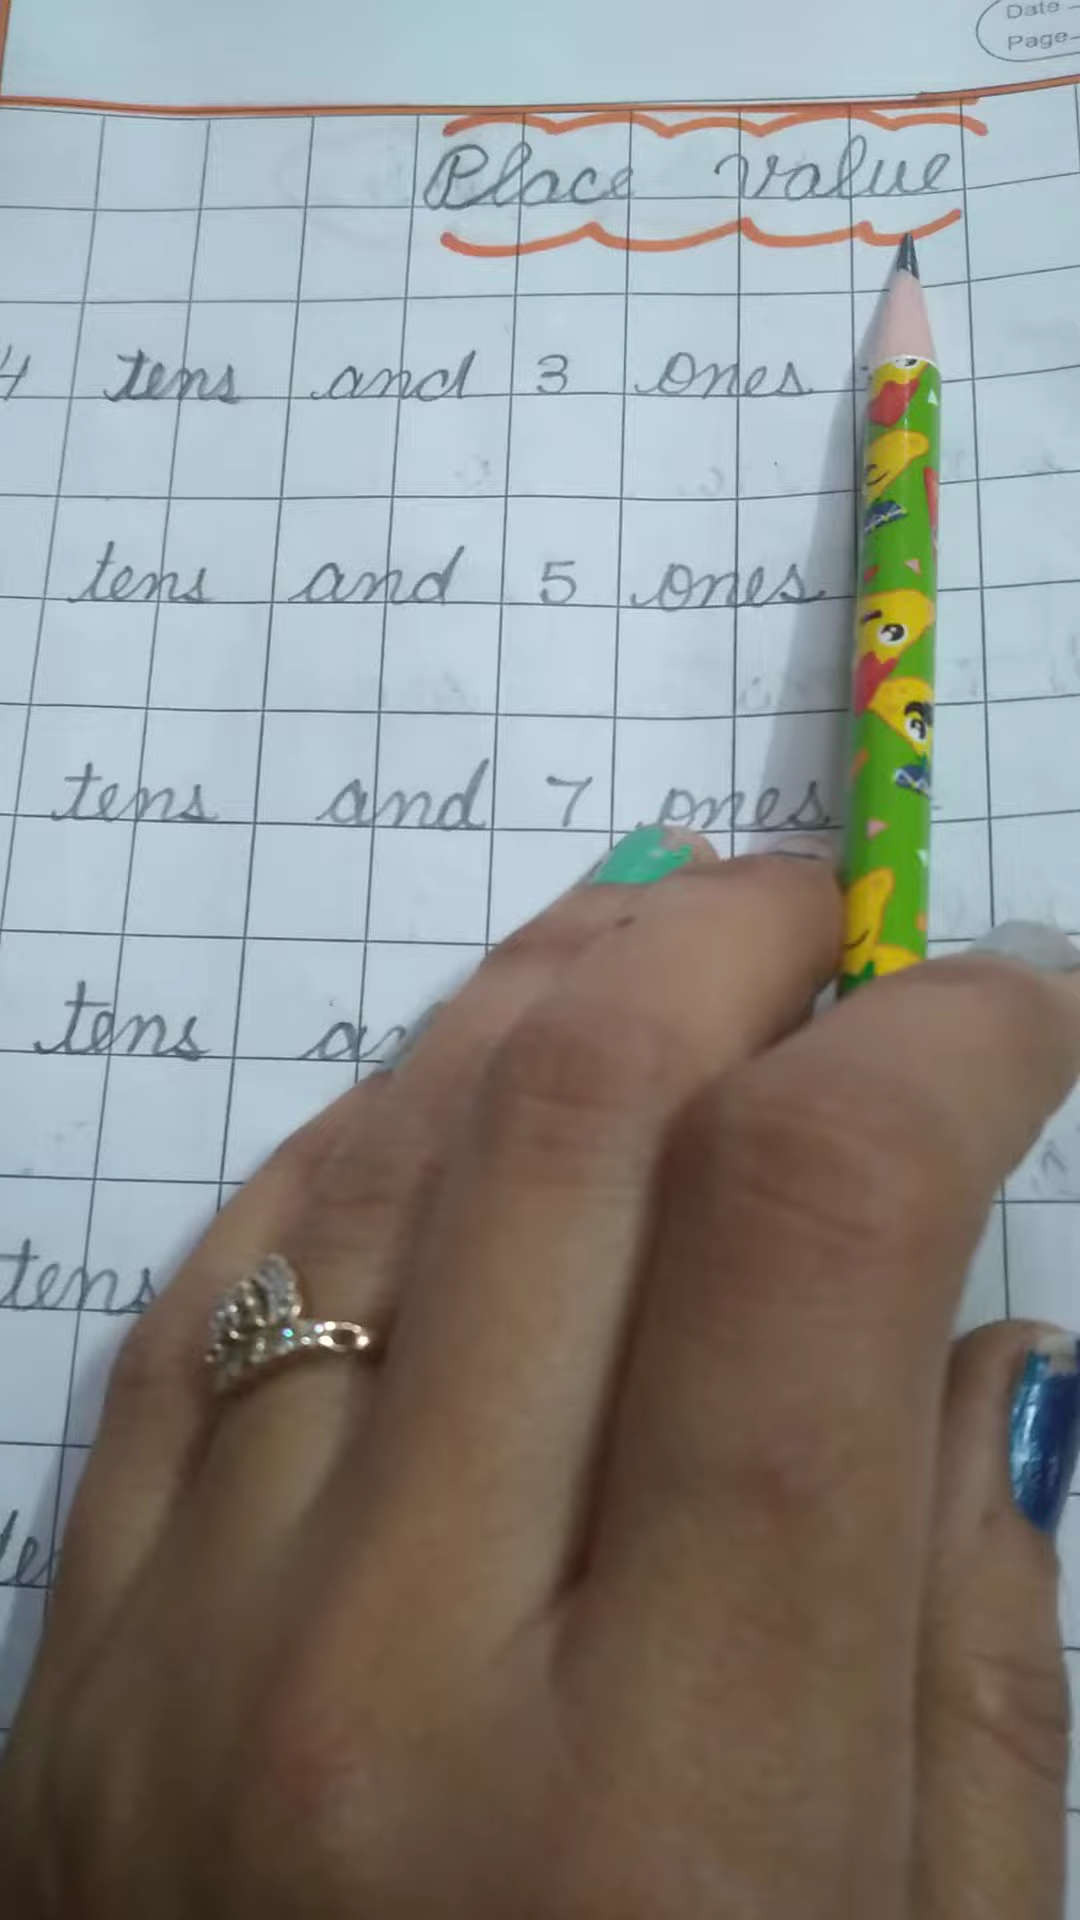 Date -
Page-
Place value
4 tens and 3 ones
tens and 5 ones
tens and 7 ones
tens
tens